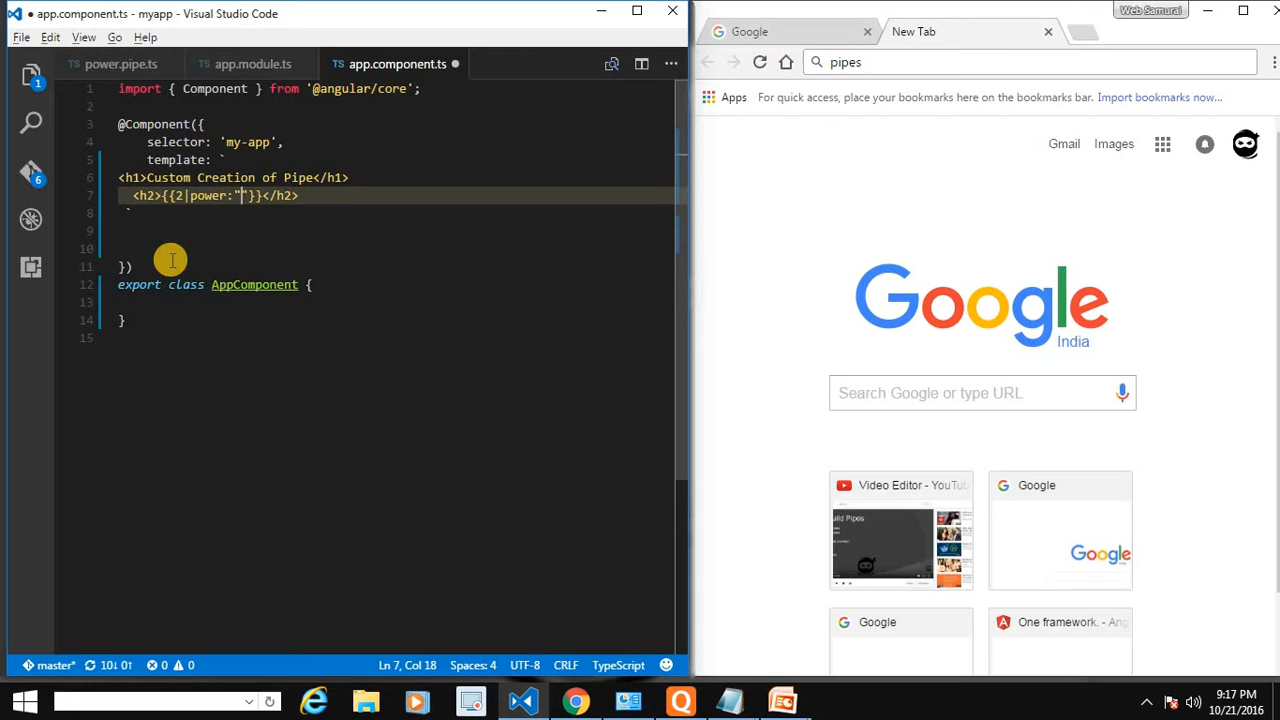 app.component.ts - myapp - Visual Studio Code
File Edit View Go Help
TS power.pipe.ts TS app.module.ts TS app.component.ts
1 import { Component } from '@angular/core';
2
3 @Component({
4 selector: 'my-app',
5 template: `
6 <h1>Custom Creation of Pipe</h1>
7 <h2>{{2|power:""}}</h2>
8 `
9
10
11 })
12 export class AppComponent {
13
14 }
15
1
6
master* 10↓ 0↑ 0 0 Ln 7, Col 18 Spaces: 4 UTF-8 CRLF TypeScript
Web Samurai
Google New Tab
pipes
Apps For quick access, place your bookmarks here on the bookmarks bar. Import bookmarks now...
Gmail Images
Google
India
Search Google or type URL
Video Editor - YouTu
Google
uild Pipes
Google
Google
One framework. - Ang
9:17 PM
10/21/2016